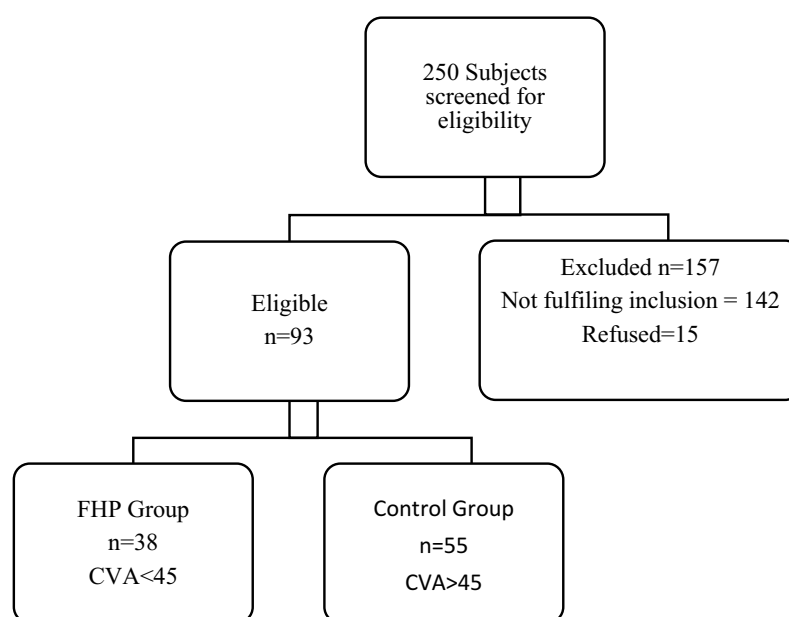 250 Subjects
screened for
eligibility
Eligible
n=93
Excluded n=157
Not fulfiling inclusion = 142
Refused=15
FHP Group
n=38
CVA<45
Control Group
n=55
CVA>45